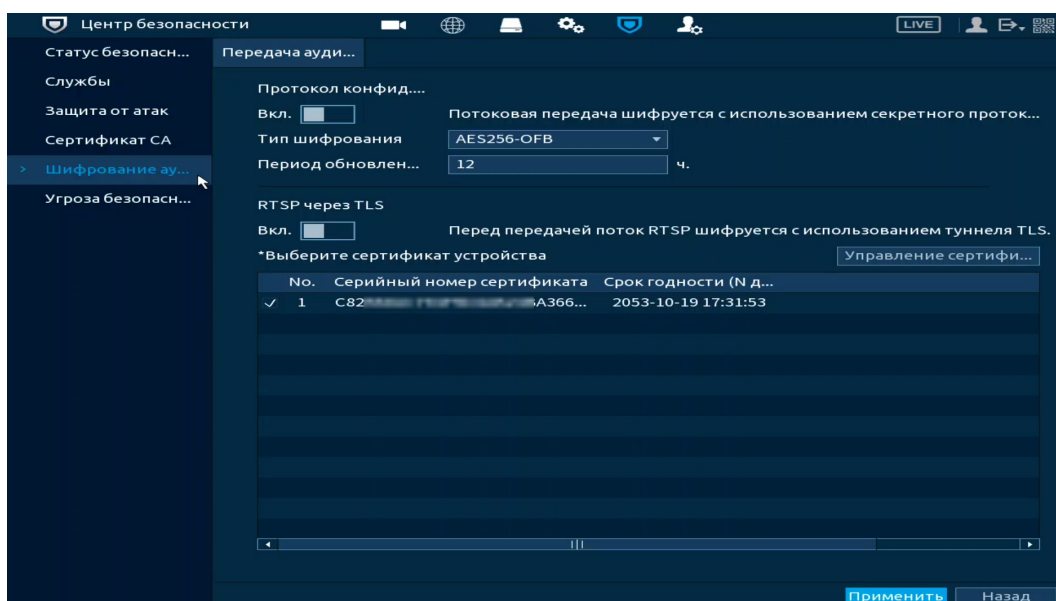 Центр безопасности LIVE
Статус безопасн... Передача ауди...
Службы
Защита от атак
Сертификат CA
Шифрование ау...
Угроза безопасн...
Протокол конфид....
Вкл. Потоковая передача шифруется с использованием секретного проток...
Тип шифрования AES256-OFB
Период обновлен... 12 ч.
RTSP через TLS
Вкл. Перед передачей поток RTSP шифруется с использованием туннеля TLS.
*Выберите сертификат устройства Управление сертифи...
No. Серийный номер сертификата Срок годности (N д...
1 C82 A366... 2053-10-19 17:31:53
Применить Назад